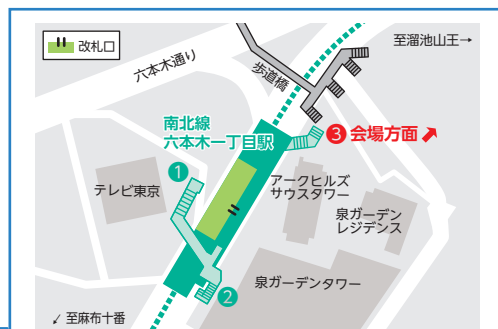 改札口
至溜池山王→
六本木通り
歩道橋
南北線
六本木一丁目駅
3 会場方面
1
テレビ東京
アークヒルズ
サウスタワー
泉ガーデン
レジデンス
2
泉ガーデンタワー
↙ 至麻布十番